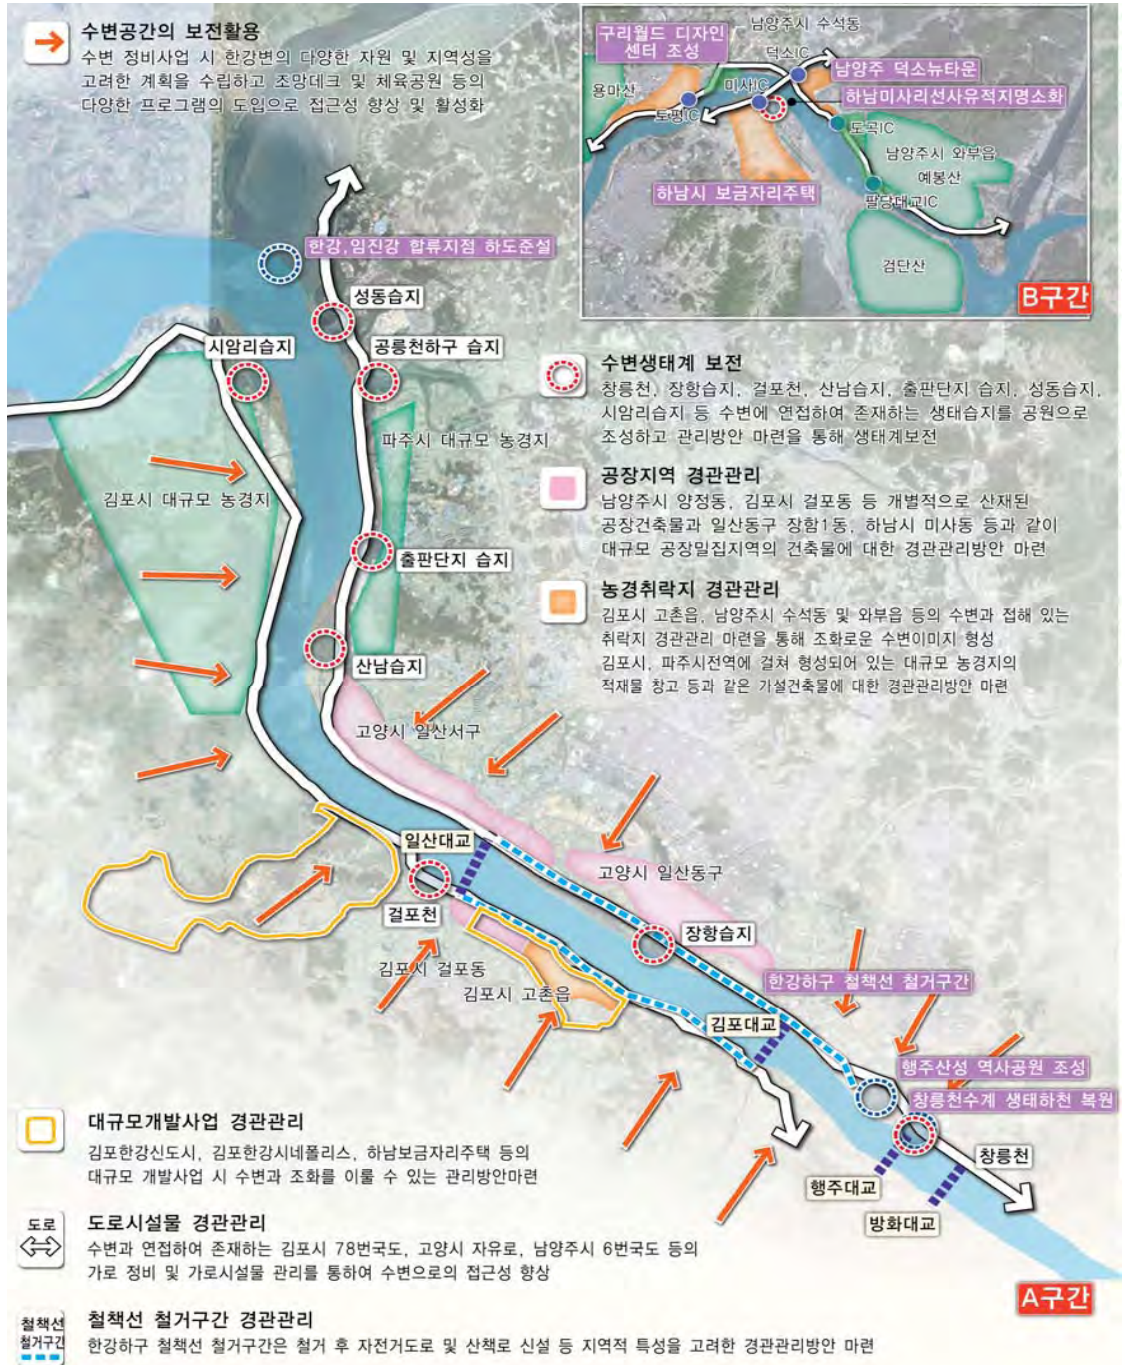 수변공간의 보전활용
수변 정비사업 시 한강변의 다양한 자원 및 지역성을
고려한 계획을 수립하고 조망데크 및 체육공원 등의
다양한 프로그램의 도입으로 접근성 향상 및 활성화
남양주시 수석동
구리월드 디자인
센터 조성
덕소IC
남양주 덕소뉴타운
용마산
미사IC
하남미사리선사유적지명소화
토평IC
도곡IC
남양주시 와부읍
예봉산
하남시 보금자리주택
팔당대교IC
검단산
B구간
한강,임진강 합류지점 하도준설
성동습지
시암리습지
공릉천하구 습지
수변생태계 보전
창릉천, 장항습지, 걸포천, 산남습지, 출판단지 습지, 성동습지,
시암리습지 등 수변에 연접하여 존재하는 생태습지를 공원으로
조성하고 관리방안 마련을 통해 생태계보전
파주시 대규모 농경지
김포시 대규모 농경지
공장지역 경관관리
남양주시 양정동, 김포시 걸포동 등 개별적으로 산재된
공장건축물과 일산동구 장항1동, 하남시 미사동 등과 같이
대규모 공장밀집지역의 건축물에 대한 경관관리방안 마련
출판단지 습지
농경취락지 경관관리
김포시 고촌읍, 남양주시 수석동 및 와부읍 등의 수변과 접해 있는
취락지 경관관리 마련을 통해 조화로운 수변이미지 형성
김포시, 파주시전역에 걸쳐 형성되어 있는 대규모 농경지의
적재물 창고 등과 같은 가설건축물에 대한 경관관리방안 마련
산남습지
고양시 일산서구
일산대교
고양시 일산동구
걸포천
장항습지
김포시 걸포동
한강하구 철책선 철거구간
김포시 고촌읍
김포대교
행주산성 역사공원 조성
창릉천수계 생태하천 복원
창릉천
행주대교
방화대교
대규모개발사업 경관관리
김포한강신도시, 김포한강시네폴리스, 하남보금자리주택 등의
대규모 개발사업 시 수변과 조화를 이룰 수 있는 관리방안마련
도로
도로시설물 경관관리
수변과 연접하여 존재하는 김포시 78번국도, 고양시 자유로, 남양주시 6번국도 등의
가로 정비 및 가로시설물 관리를 통하여 수변으로의 접근성 향상
A구간
철책선
철거구간
철책선 철거구간 경관관리
한강하구 철책선 철거구간은 철거 후 자전거도로 및 산책로 신설 등 지역적 특성을 고려한 경관관리방안 마련